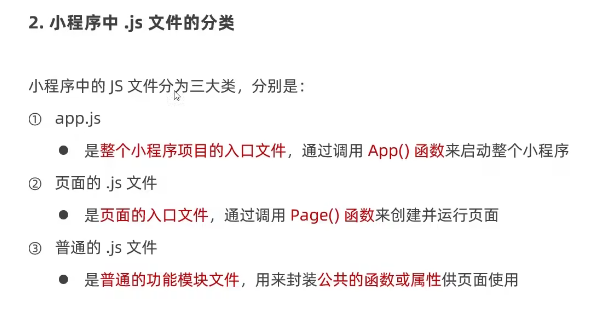 2. 小程序中 .js 文件的分类
小程序中的 JS 文件分为三大类，分别是：
① app.js
● 是整个小程序项目的入口文件，通过调用 App() 函数来启动整个小程序
② 页面的 .js 文件
● 是页面的入口文件，通过调用 Page() 函数来创建并运行页面
③ 普通的 .js 文件
● 是普通的功能模块文件，用来封装公共的函数或属性供页面使用